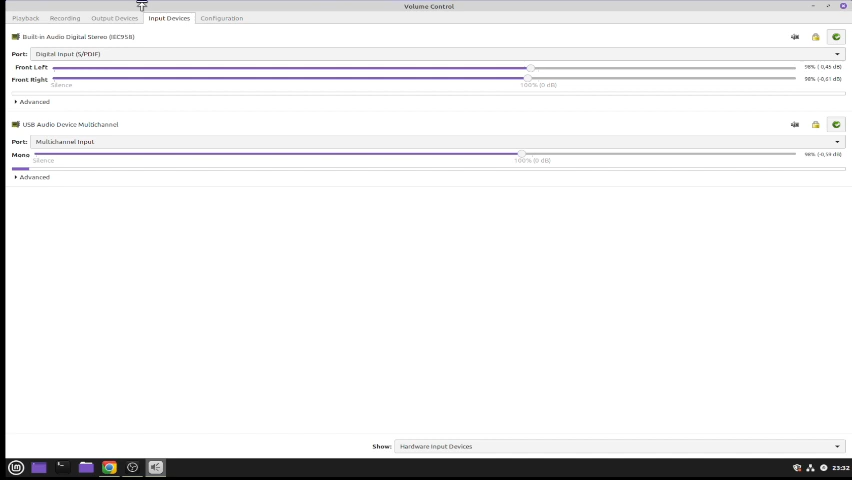 Volume Control
Playback Recording Output Devices Input Devices Configuration
Built-in Audio Digital Stereo (IEC958)
Port: Digital Input (S/PDIF)
Front Left 98% (-0,45 dB)
Front Right 98% (-0,61 dB)
Silence 100% (0 dB)
Advanced
USB Audio Device Multichannel
Port: Multichannel Input
Mono 98% (-0,59 dB)
Silence 100% (0 dB)
Advanced
Show: Hardware Input Devices
23:32